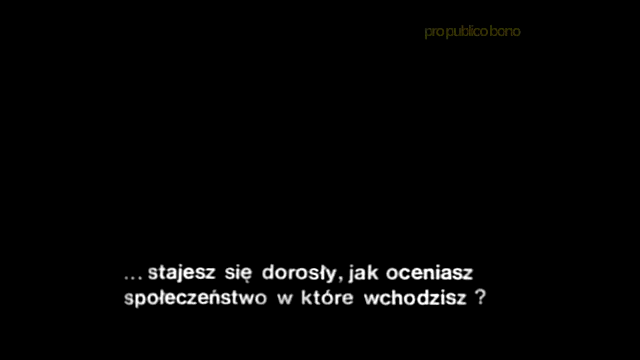 pro publico bono
... stajesz się dorosły, jak oceniasz
społeczeństwo w które wchodzisz ?